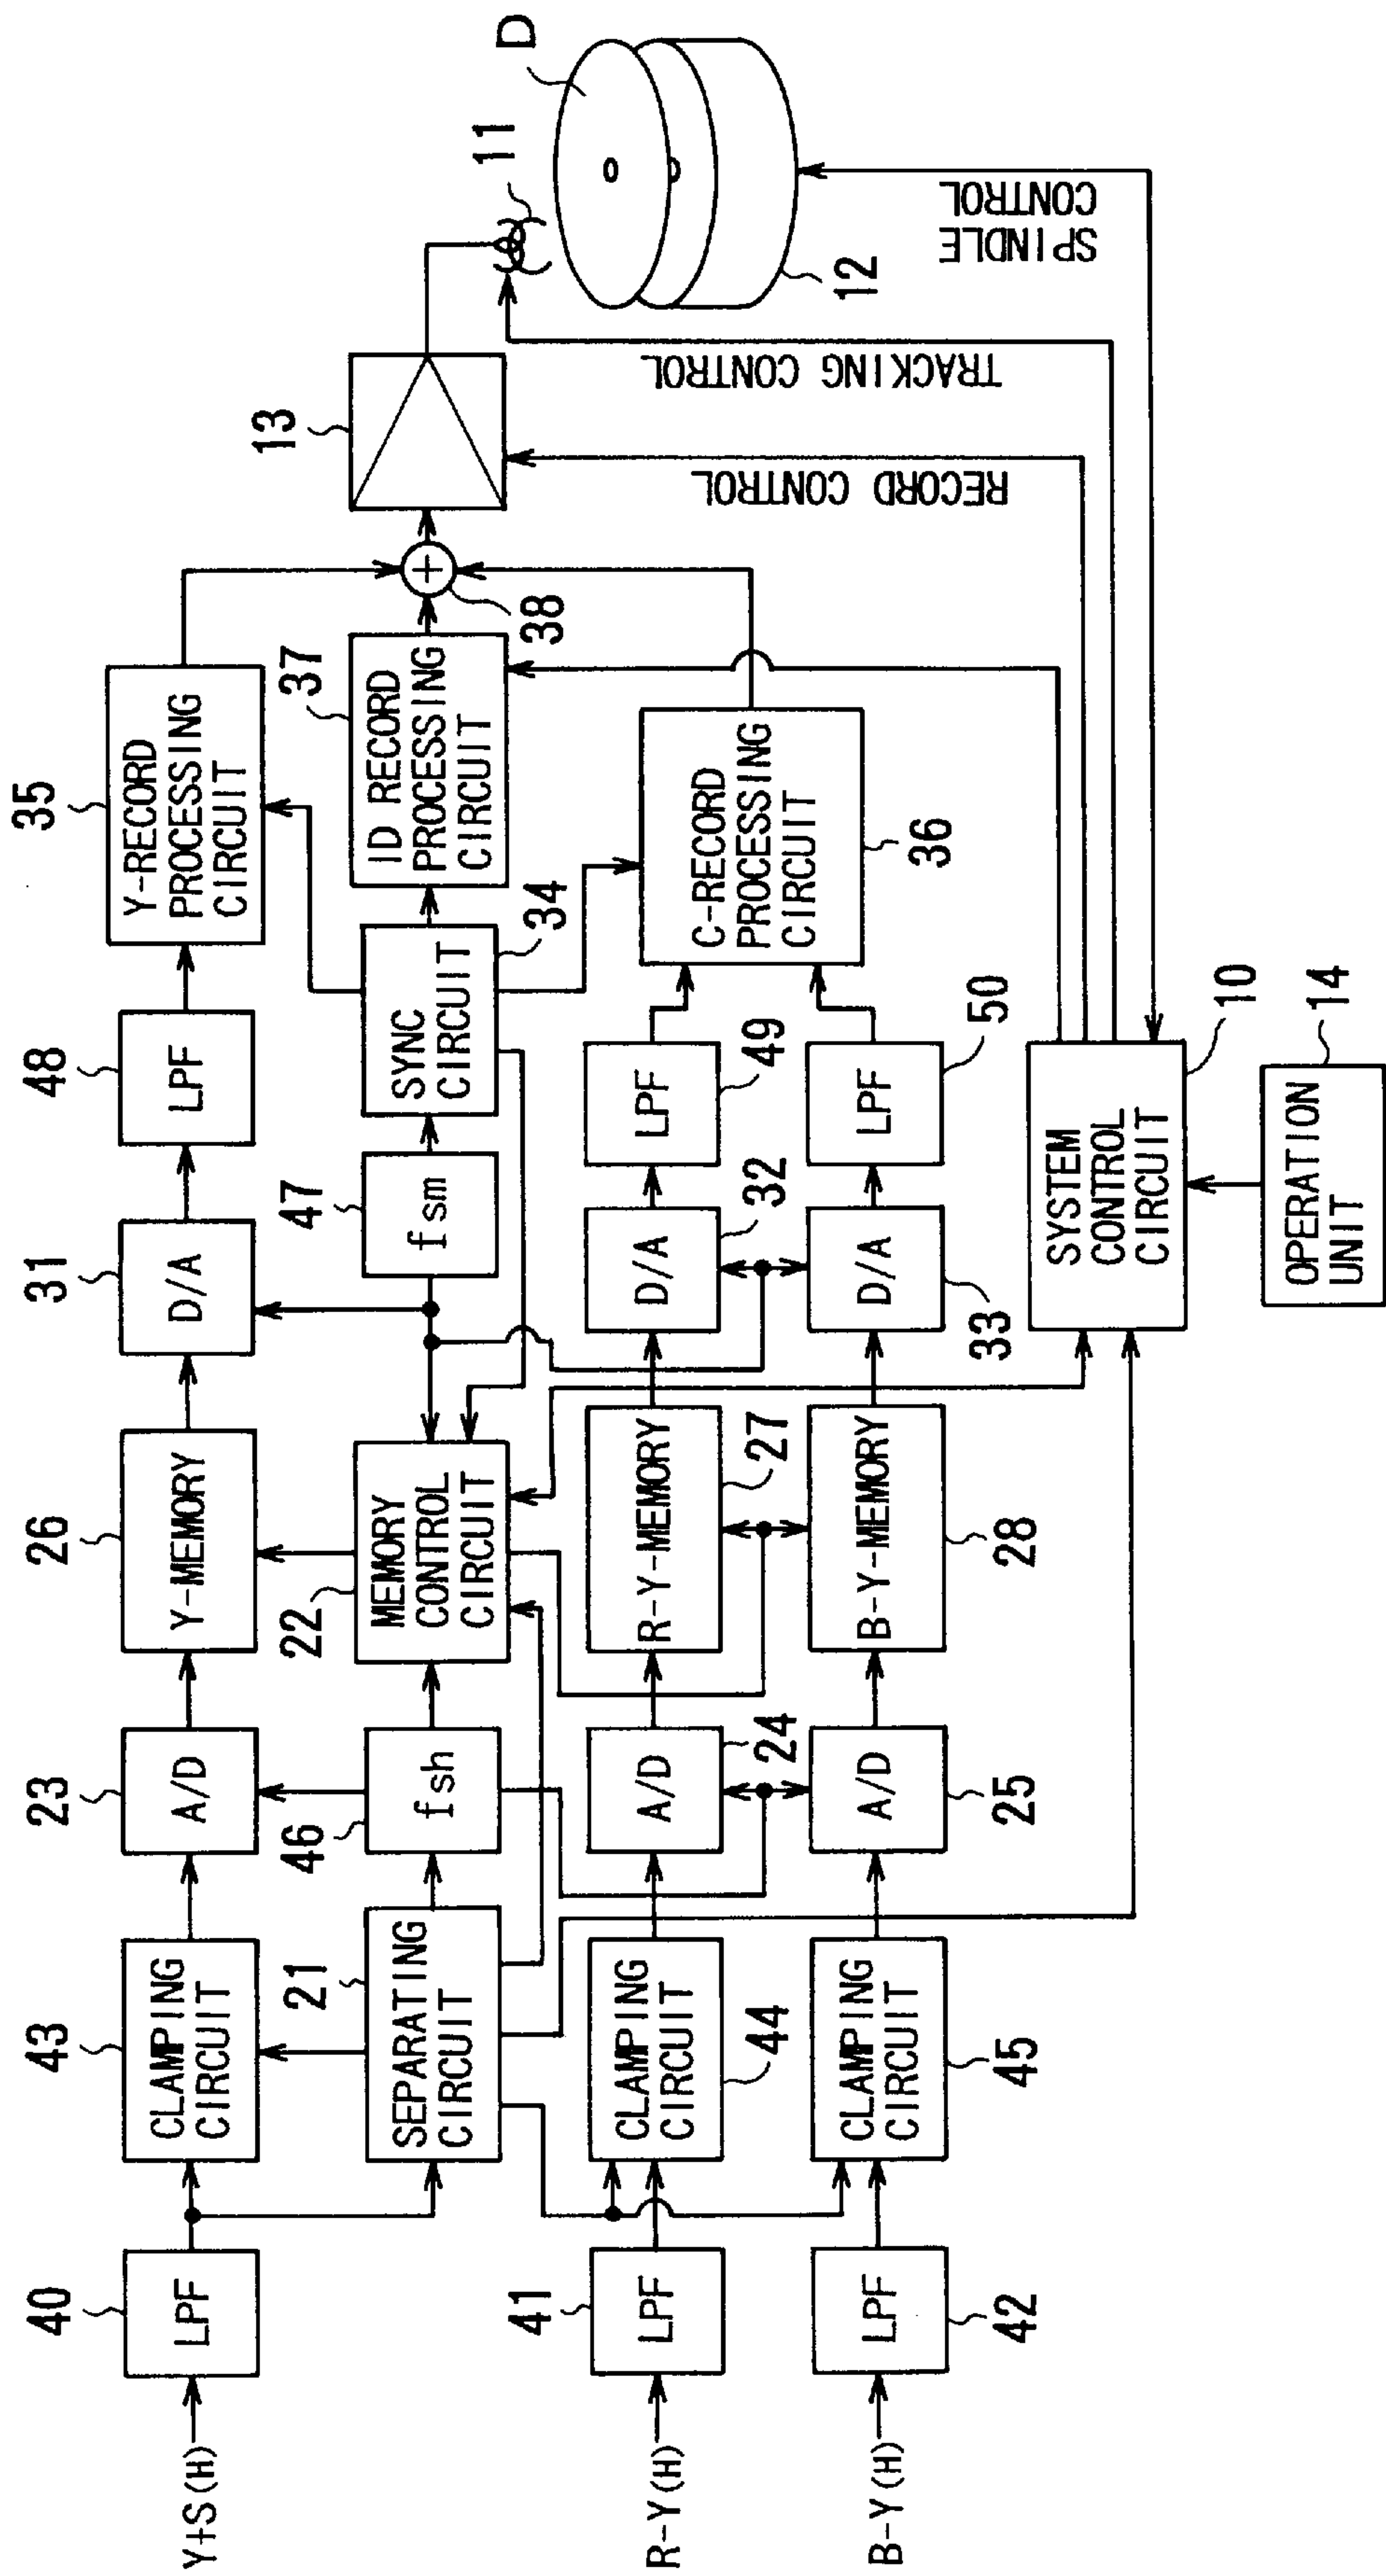 Y+S(H)
40
LPF
43
CLAMPING
CIRCUIT
23
A/D
26
Y-MEMORY
31
D/A
48
LPF
35
Y-RECORD
PROCESSING
CIRCUIT
21
SEPARATING
CIRCUIT
46
fsh
22
MEMORY
CONTROL
CIRCUIT
47
fsm
SYNC
CIRCUIT
34
37
ID RECORD
PROCESSING
CIRCUIT
38
+
13
11
D
12
R-Y(H)
41
LPF
CLAMPING
CIRCUIT
44
A/D
24
R-Y-MEMORY
27
D/A
32
LPF
49
C-RECORD
PROCESSING
CIRCUIT
36
B-Y(H)
LPF
42
CLAMPING
CIRCUIT
45
A/D
25
B-Y-MEMORY
28
D/A
33
LPF
50
RECORD CONTROL
TRACKING CONTROL
SPINDLE
CONTROL
SYSTEM
CONTROL
CIRCUIT
10
OPERATION
UNIT
14